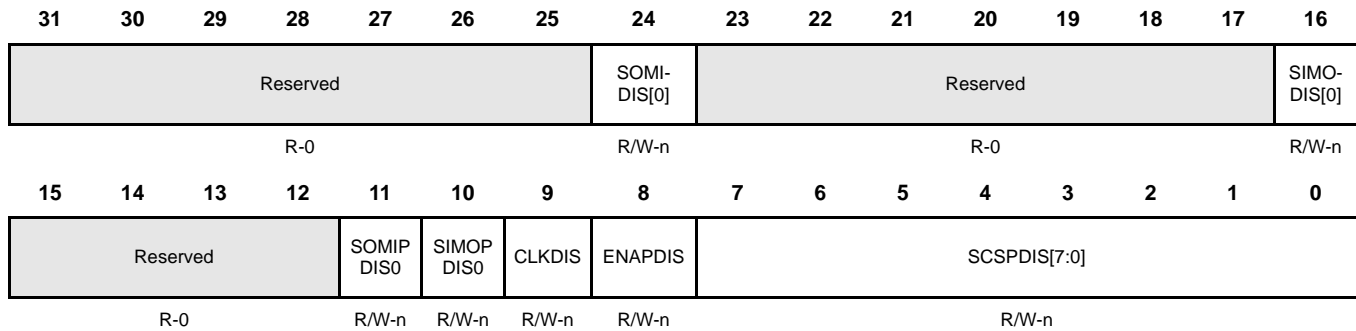 31 30 29 28 27 26 25 24 23 22 21 20 19 18 17 16
Reserved SOMI- Reserved SIMO-
DIS[0] DIS[0]
R-0 R/W-n R-0 R/W-n
15 14 13 12 11 10 9 8 7 6 5 4 3 2 1 0
Reserved SOMIP SIMOP CLKDIS ENAPDIS SCSPDIS[7:0]
DIS0 DIS0
R-0 R/W-n R/W-n R/W-n R/W-n R/W-n